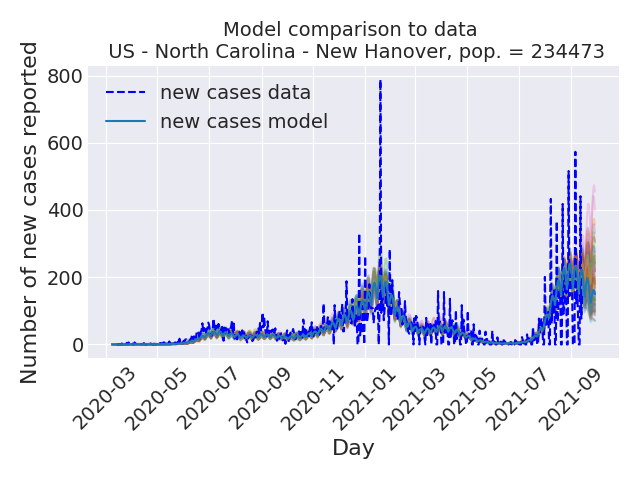 Model comparison to data
US - North Carolina - New Hanover, pop. = 234473
Number of new cases reported
800
600
400
200
0
new cases data
new cases model
2020-03
2020-05
2020-07
2020-09
2020-11
2021-01
2021-03
2021-05
2021-07
2021-09
Day